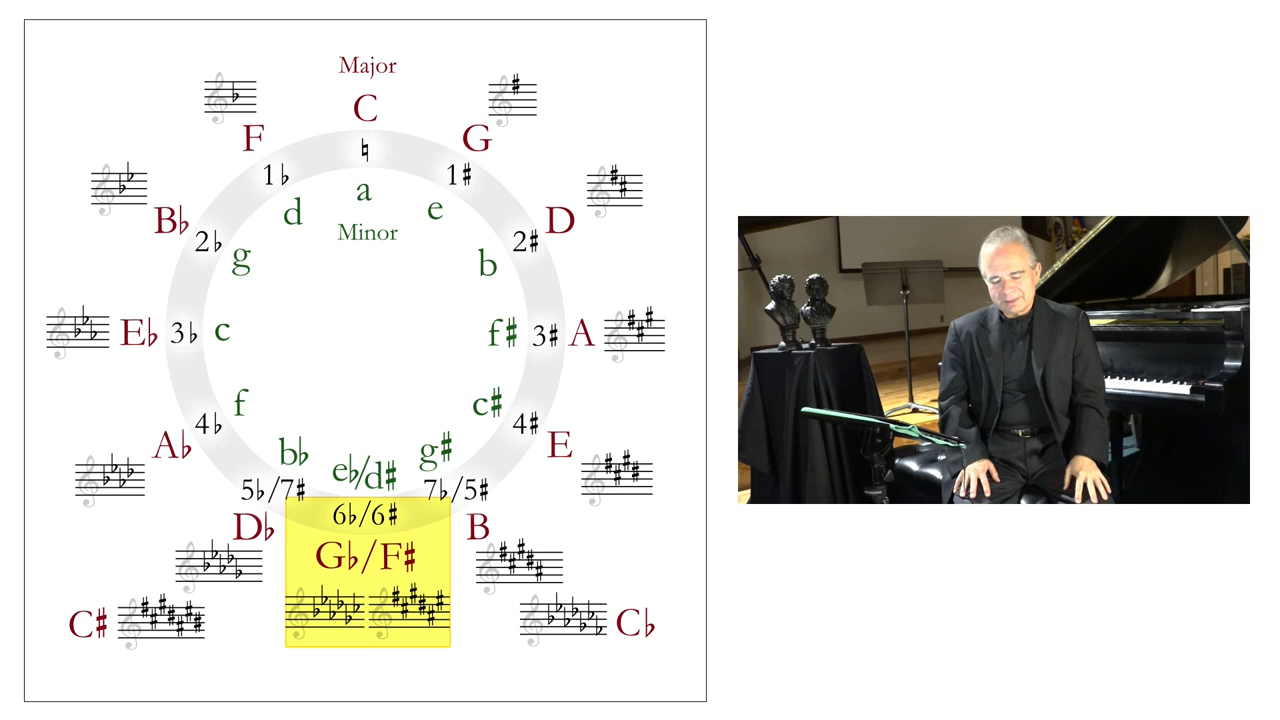 Major
C
F
G
♮
1♭
1♯
a
d
e
Minor
B♭
D
2♭
2♯
g
b
E♭
3♭
c
f♯
3♯
A
f
c♯
A♭
4♭
4♯
E
b♭
e♭/d♯
g♯
5♭/7♯
6♭/6♯
7♭/5♯
D♭
G♭/F♯
B
C♯
C♭